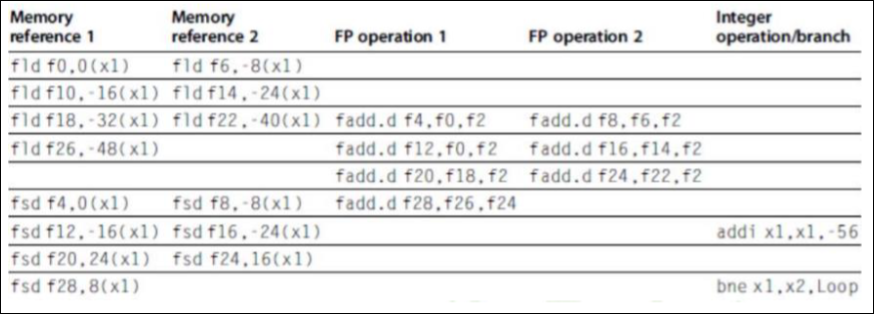 Memory reference 1 Memory reference 2 FP operation 1 FP operation 2 Integer operation/branch
fld f0,0(x1) fld f6,-8(x1)
fld f10,-16(x1) fld f14,-24(x1)
fld f18,-32(x1) fld f22,-40(x1) fadd.d f4,f0,f2 fadd.d f8,f6,f2
fld f26,-48(x1) fadd.d f12,f0,f2 fadd.d f16,f14,f2
fadd.d f20,f18,f2 fadd.d f24,f22,f2
fsd f4,0(x1) fsd f8,-8(x1) fadd.d f28,f26,f24
fsd f12,-16(x1) fsd f16,-24(x1) addi x1,x1,-56
fsd f20,24(x1) fsd f24,16(x1)
fsd f28,8(x1) bne x1,x2,Loop